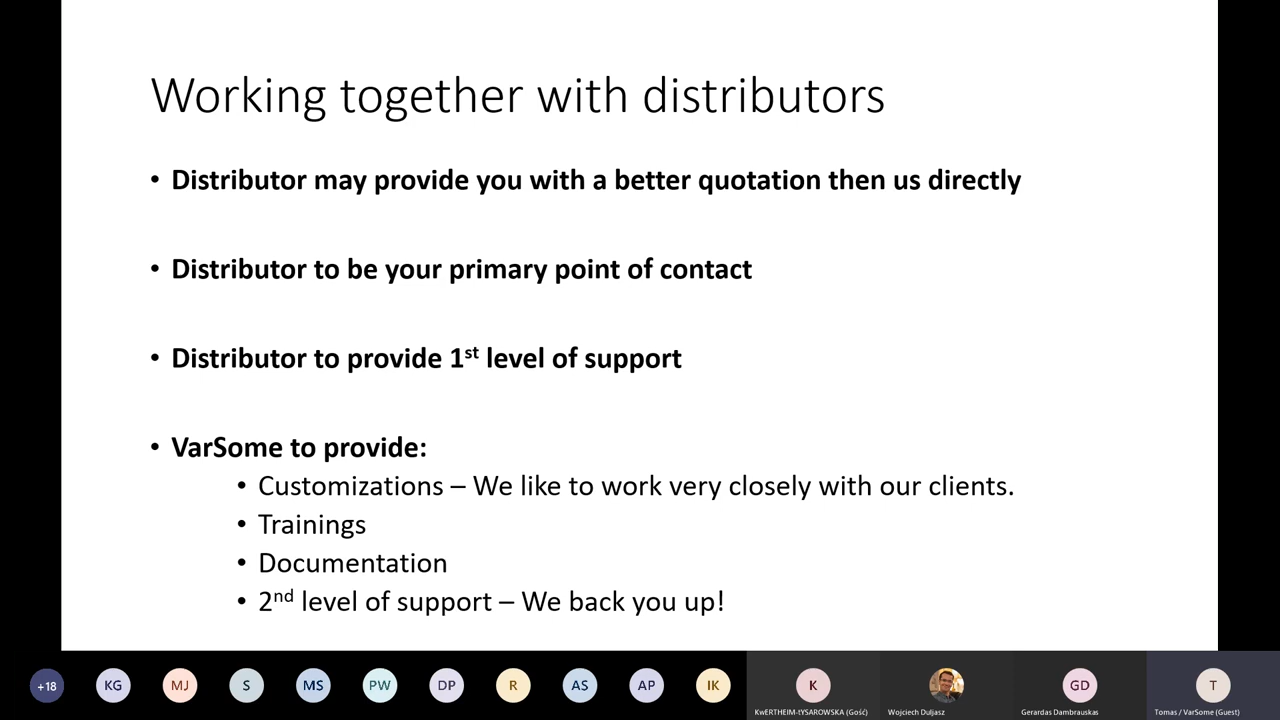 Working together with distributors
• Distributor may provide you with a better quotation then us directly
• Distributor to be your primary point of contact
• Distributor to provide 1st level of support
• VarSome to provide:
• Customizations – We like to work very closely with our clients.
• Trainings
• Documentation
• 2nd level of support – We back you up!
+18 KG MJ S MS PW DP R AS AP IK K GD T
KwERTHEIM-tYSAROWSKA (Gość) Wojciech Duljasz Gerardas Dambrauskas Tomas / VarSome (Guest)